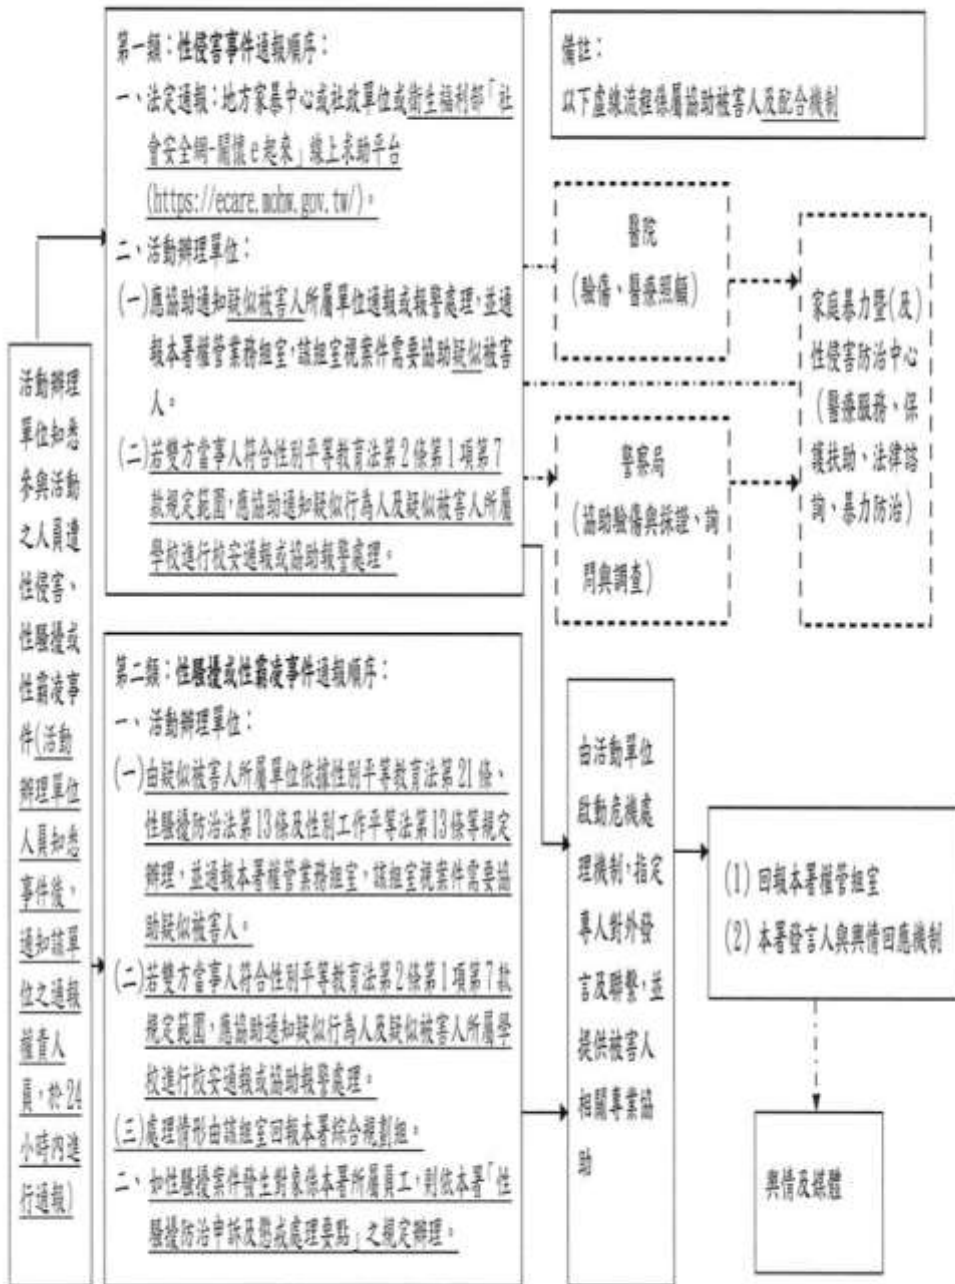 第一類：性侵害事件通報順序：
一、法定通報：地方家暴中心或社政單位或衛生福利部「社
會安全網-關懷e起來」線上求助平台
(https://ecare.mohw.gov.tw/)。
二、活動辦理單位：
(一)應協助通知疑似被害人所屬單位通報或報警處理，並通
報本署權管業務組室，該組室視案件需要協助疑似被害
人。
(二)若雙方當事人符合性別平等教育法第2條第1項第7
款規定範圍，應協助通知疑似行為人及疑似被害人所屬
學校進行校安通報或協助報警處理。
備註：
以下虛線流程係屬協助被害人及配合機制
醫院
(驗傷、醫療照顧)
家庭暴力暨(及)
性侵害防治中心
(醫療服務、保
護扶助、法律諮
詢、暴力防治)
警察局
(協助驗傷與採證、詢
問與調查)
活動辦理
單位知悉
參與活動
之人員遭
性侵害、
性騷擾或
性霸凌事
件(活動
辦理單位
人員知悉
事件後，
通知該單
位之通報
權責人
員，於24
小時內進
行通報)
第二類：性騷擾或性霸凌事件通報順序：
一、活動辦理單位：
(一)由疑似被害人所屬單位依據性別平等教育法第21條、
性騷擾防治法第13條及性別工作平等法第13條等規定
辦理，並通報本署權管業務組室，該組室視案件需要協
助疑似被害人。
(二)若雙方當事人符合性別平等教育法第2條第1項第7款
規定範圍，應協助通知疑似行為人及疑似被害人所屬學
校進行校安通報或協助報警處理。
(三)處理情形由該組室回報本署綜合規劃組。
二、如性騷擾案件發生對象係本署所屬員工，則依本署「性
騷擾防治申訴及懲戒處理要點」之規定辦理。
由活動單位
啟動危機處
理機制，指定
專人對外發
言及聯繫，並
提供被害人
相關專業協
助
(1) 回報本署權管組室
(2) 本署發言人與輿情回應機制
輿情及媒體